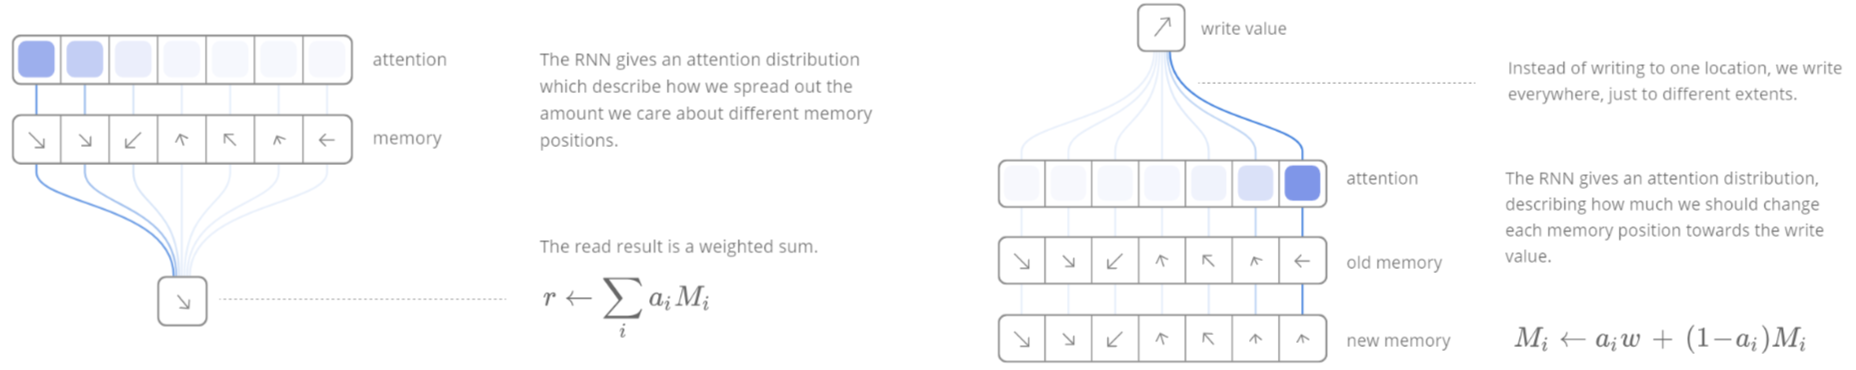 attention
The RNN gives an attention distribution
which describe how we spread out the
amount we care about different memory
positions.
memory
The read result is a weighted sum.
r ← ∑_i a_i M_i
write value
Instead of writing to one location, we write
everywhere, just to different extents.
attention
The RNN gives an attention distribution,
describing how much we should change
each memory position towards the write
value.
old memory
new memory
M_i ← a_i w + (1−a_i)M_i